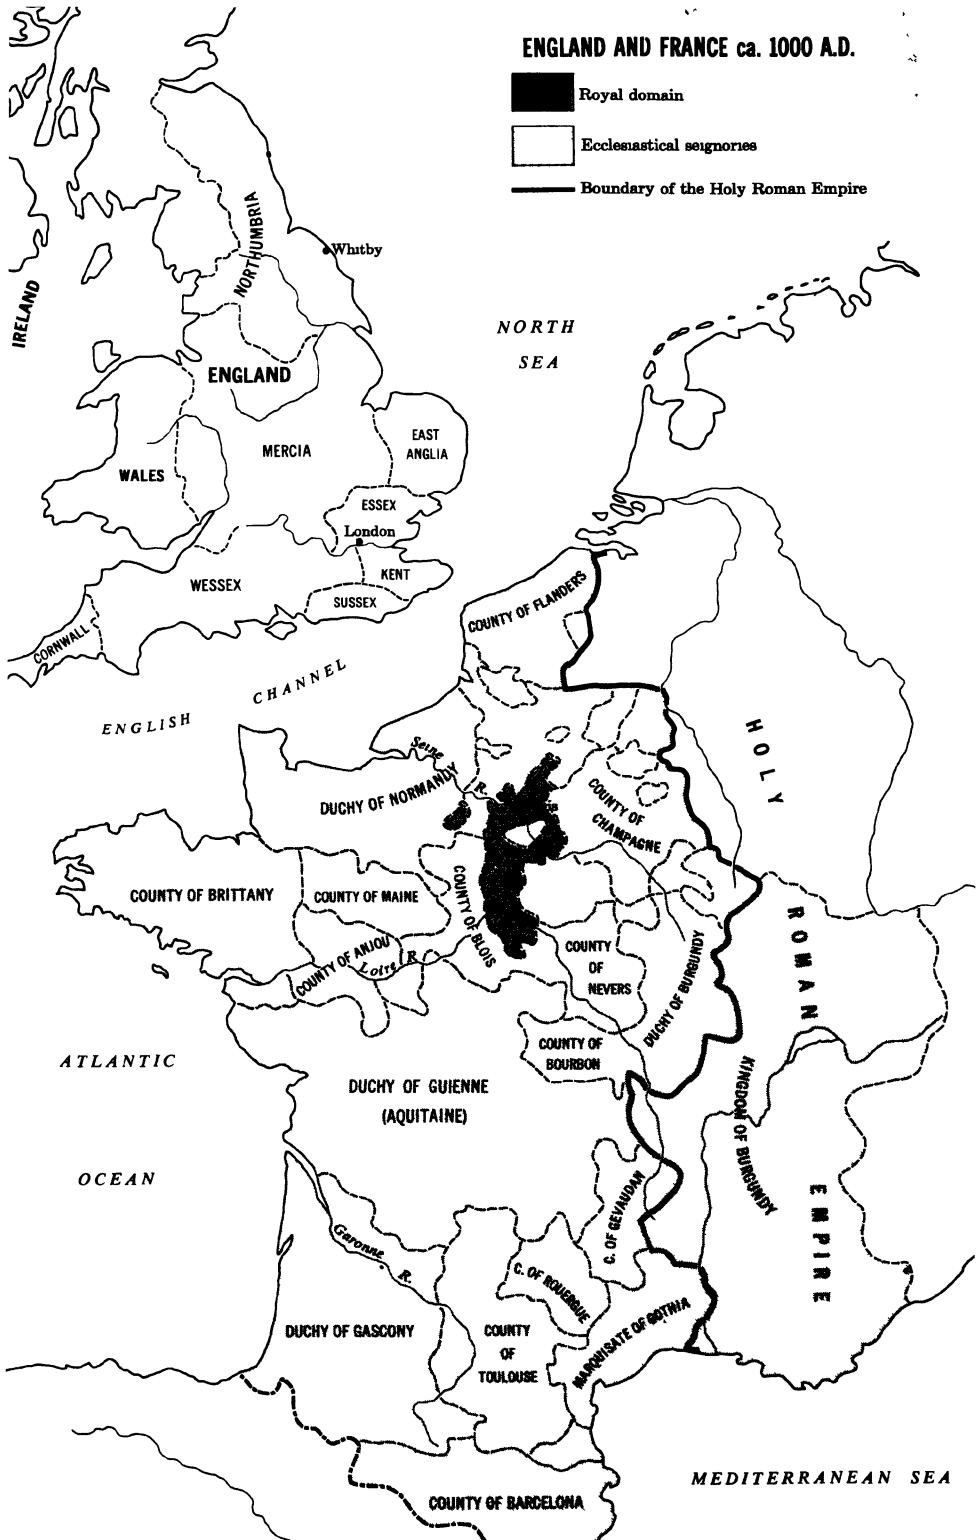 ENGLAND AND FRANCE ca. 1000 A.D.
Royal domain
Ecclesiastical seignories
Boundary of the Holy Roman Empire
NORTHUMBRIA
Whitby
IRELAND
NORTH
SEA
ENGLAND
EAST
ANGLIA
MERCIA
WALES
ESSEX
London
KENT
WESSEX
SUSSEX
CORNWALL
COUNTY OF FLANDERS
ENGLISH CHANNEL
HOLY
Seine
R.
DUCHY OF NORMANDY
COUNTY OF
CHAMPAGNE
COUNTY OF BRITTANY
COUNTY OF MAINE
COUNTY OF BLOIS
COUNTY OF ANJOU
Loire R.
COUNTY
OF
NEVERS
DUCHY OF BURGUNDY
ROMAN
COUNTY OF
BOURBON
ATLANTIC
DUCHY OF GUIENNE
(AQUITAINE)
KINGDOM OF BURGUNDY
OCEAN
EMPIRE
C. OF GEVAUDAN
Garonne
R.
C. OF ROUERGUE
DUCHY OF GASCONY
COUNTY
OF
TOULOUSE
MARQUISATE OF GOTHIA
MEDITERRANEAN SEA
COUNTY OF BARCELONA